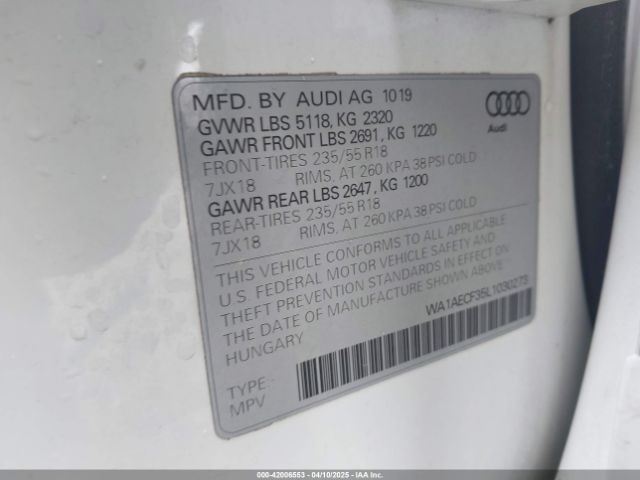 MFD. BY AUDI AG 1019
GVWR LBS 5118, KG 2320
GAWR FRONT LBS 2691, KG 1220
FRONT-TIRES 235/55 R18
7JX18 RIMS, AT 260 KPA 38 PSI COLD
GAWR REAR LBS 2647, KG 1200
REAR-TIRES 235/55 R18
7JX18 RIMS, AT 260 KPA 38 PSI COLD
Audi
THIS VEHICLE CONFORMS TO ALL APPLICABLE
U.S. FEDERAL MOTOR VEHICLE SAFETY AND
THEFT PREVENTION STANDARDS IN EFFECT ON
THE DATE OF MANUFACTURE SHOWN ABOVE.
HUNGARY
WA1AECF35L1030273
TYPE:
MPV
000-42006553 - 04/10/2025 - IAA Inc.